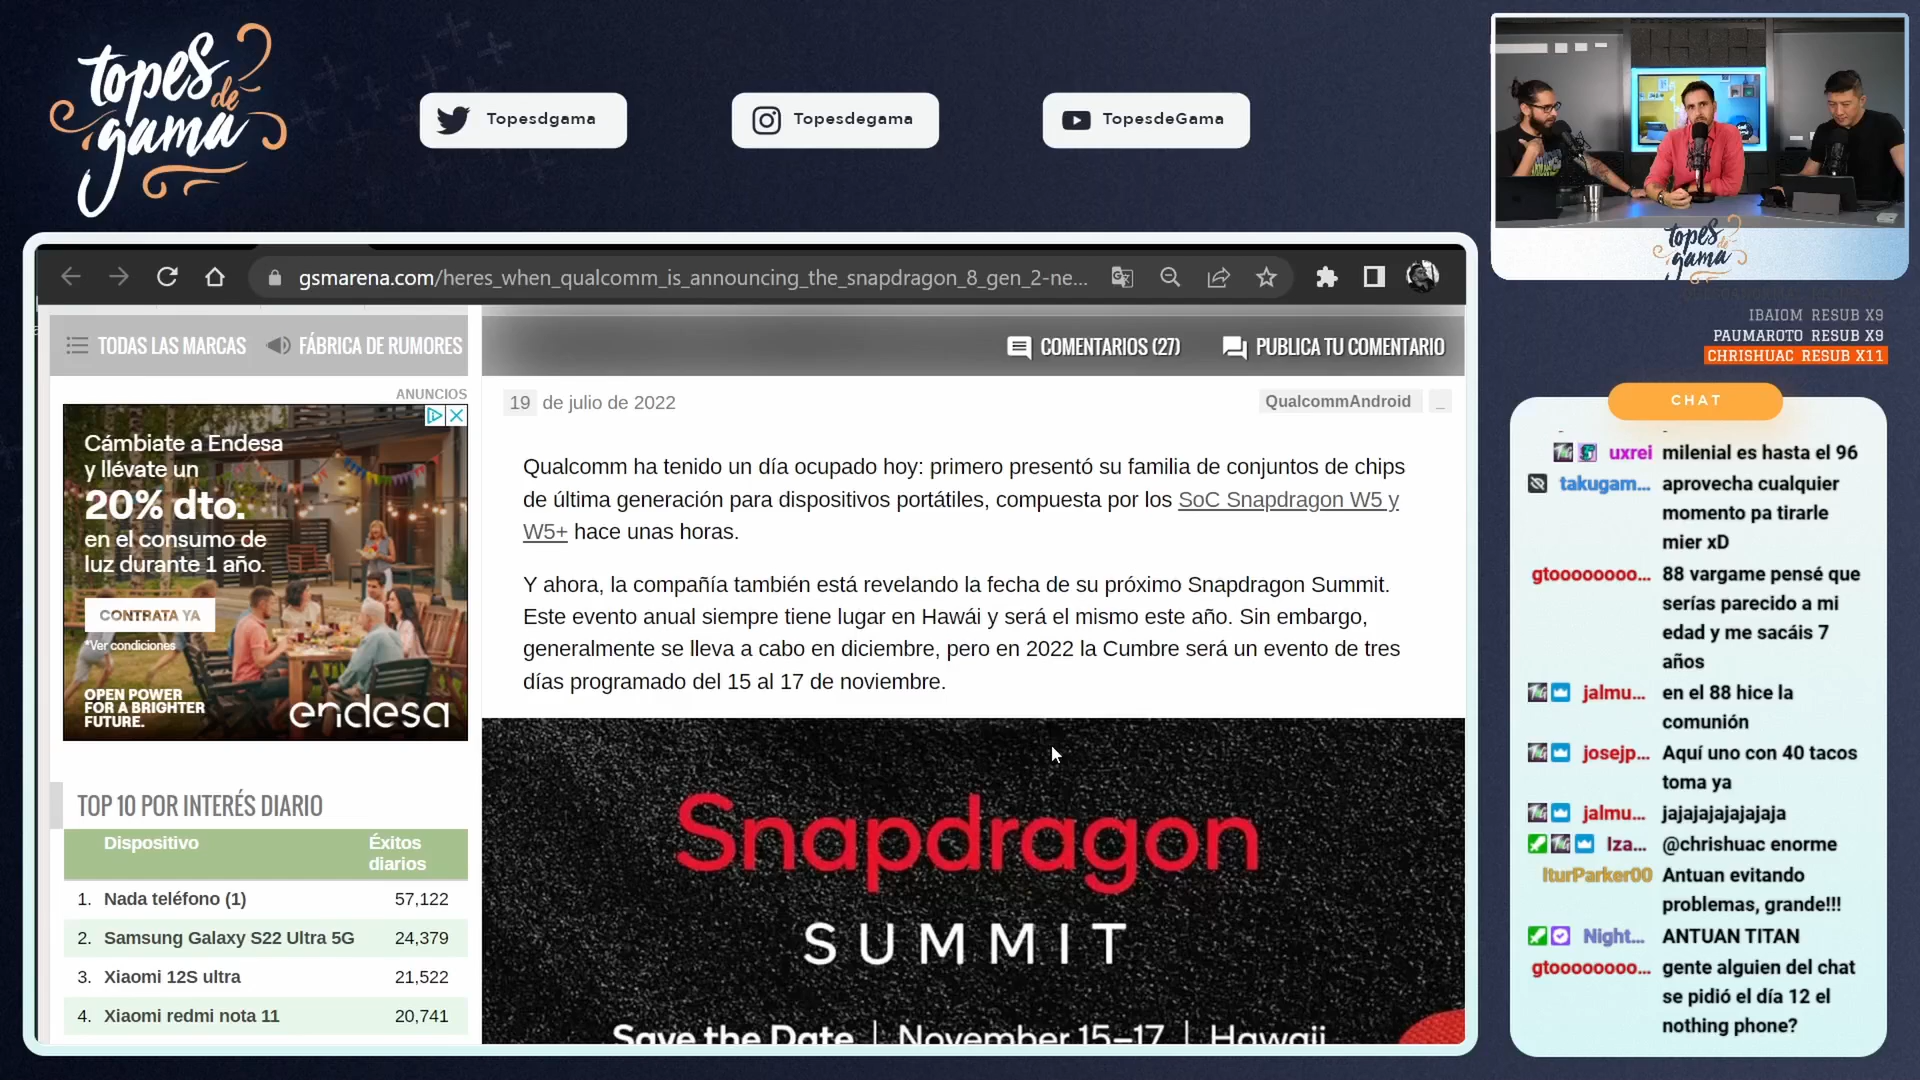 topes
de
gama
Topesdgama
Topesdegama
TopesdeGama
topes
de
gama
IBAIOM RESUB X9
PAUMAROTO RESUB X9
CHRISHUAC RESUB X11
gsmarena.com/heres_when_qualcomm_is_announcing_the_snapdragon_8_gen_2-ne...
TODAS LAS MARCAS
FÁBRICA DE RUMORES
COMENTARIOS (27)
PUBLICA TU COMENTARIO
ANUNCIOS
Cámbiate a Endesa
y llévate un
20% dto.
en el consumo de
luz durante 1 año.
CONTRATA YA
*Ver condiciones
OPEN POWER
FOR A BRIGHTER
FUTURE.
endesa
TOP 10 POR INTERÉS DIARIO
Dispositivo Éxitos
diarios
1. Nada teléfono (1) 57,122
2. Samsung Galaxy S22 Ultra 5G 24,379
3. Xiaomi 12S ultra 21,522
4. Xiaomi redmi nota 11 20,741
19 de julio de 2022
QualcommAndroid
Qualcomm ha tenido un día ocupado hoy: primero presentó su familia de conjuntos de chips
de última generación para dispositivos portátiles, compuesta por los SoC Snapdragon W5 y
W5+ hace unas horas.
Y ahora, la compañía también está revelando la fecha de su próximo Snapdragon Summit.
Este evento anual siempre tiene lugar en Hawái y será el mismo este año. Sin embargo,
generalmente se lleva a cabo en diciembre, pero en 2022 la Cumbre será un evento de tres
días programado del 15 al 17 de noviembre.
Snapdragon
SUMMIT
Save the Date | November 15–17 | Hawaii
CHAT
uxrei milenial es hasta el 96
takugam... aprovecha cualquier
momento pa tirarle
mier xD
gtoooooooo... 88 vargame pensé que
serías parecido a mi
edad y me sacáis 7
años
jalmu... en el 88 hice la
comunión
josejp... Aquí uno con 40 tacos
toma ya
jalmu... jajajajajajaja
Iza... @chrishuac enorme
IturParker00 Antuan evitando
problemas, grande!!!
Night... ANTUAN TITAN
gtoooooooo... gente alguien del chat
se pidió el día 12 el
nothing phone?